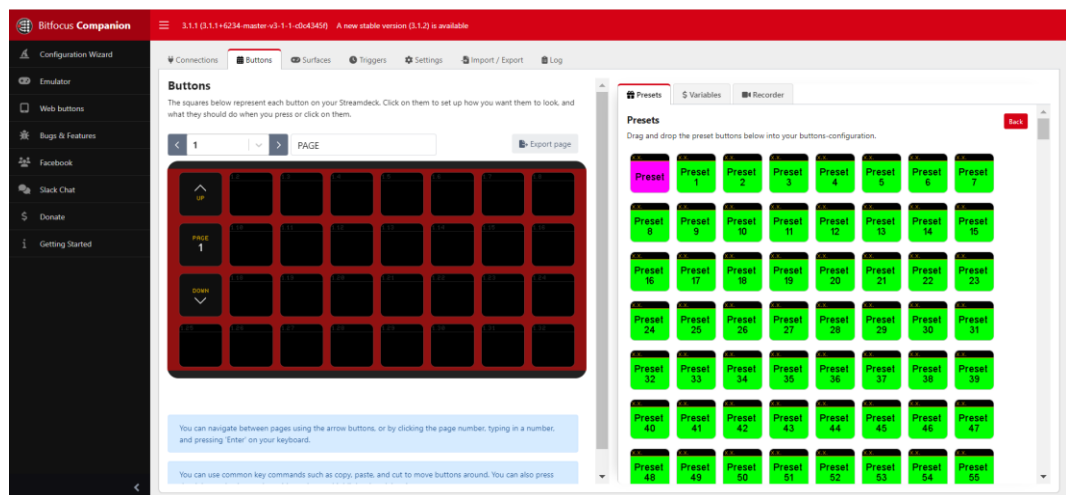 Bitfocus Companion
3.1.1 (3.1.1+6234-master-v3-1-1-c0c4345f) A new stable version (3.1.2) is available
Configuration Wizard
Emulator
Web buttons
Bugs & Features
Facebook
Slack Chat
$ Donate
Getting Started
Connections Buttons Surfaces Triggers Settings Import / Export Log
Buttons
The squares below represent each button on your Streamdeck. Click on them to set up how you want them to look, and
what they should do when you press or click on them.
1 PAGE Export page
UP
PAGE
1
DOWN
You can navigate between pages using the arrow buttons, or by clicking the page number, typing in a number,
and pressing 'Enter' on your keyboard.
You can use common key commands such as copy, paste, and cut to move buttons around. You can also press
Presets $ Variables Recorder
Presets
Back
Drag and drop the preset buttons below into your buttons-configuration.
Preset Preset 1 Preset 2 Preset 3 Preset 4 Preset 5 Preset 6 Preset 7
Preset 8 Preset 9 Preset 10 Preset 11 Preset 12 Preset 13 Preset 14 Preset 15
Preset 16 Preset 17 Preset 18 Preset 19 Preset 20 Preset 21 Preset 22 Preset 23
Preset 24 Preset 25 Preset 26 Preset 27 Preset 28 Preset 29 Preset 30 Preset 31
Preset 32 Preset 33 Preset 34 Preset 35 Preset 36 Preset 37 Preset 38 Preset 39
Preset 40 Preset 41 Preset 42 Preset 43 Preset 44 Preset 45 Preset 46 Preset 47
Preset 48 Preset 49 Preset 50 Preset 51 Preset 52 Preset 53 Preset 54 Preset 55